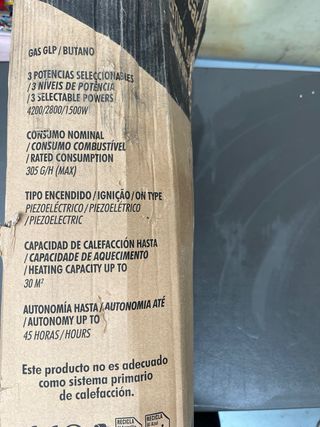 GAS GLP / BUTANO
3 POTENCIAS SELECCIONABLES
/ 3 NÍVEIS DE POTÊNCIA
/ 3 SELECTABLE POWERS
4200/2800/1500W
CONSUMO NOMINAL
/ CONSUMO COMBUSTÍVEL
/ RATED CONSUMPTION
305 G/H (MAX)
TIPO ENCENDIDO / IGNIÇÃO / ON TYPE
PIEZOELÉCTRICO / PIEZOELÉTRICO
/ PIEZOELECTRIC
CAPACIDAD DE CALEFACCIÓN HASTA
/ CAPACIDADE DE AQUECIMENTO
/ HEATING CAPACITY UP TO
30 M²
AUTONOMÍA HASTA / AUTONOMIA ATÉ
/ AUTONOMY UP TO
45 HORAS / HOURS
Este producto no es adecuado
como sistema primario
de calefacción.
RECICLA
RECICLA